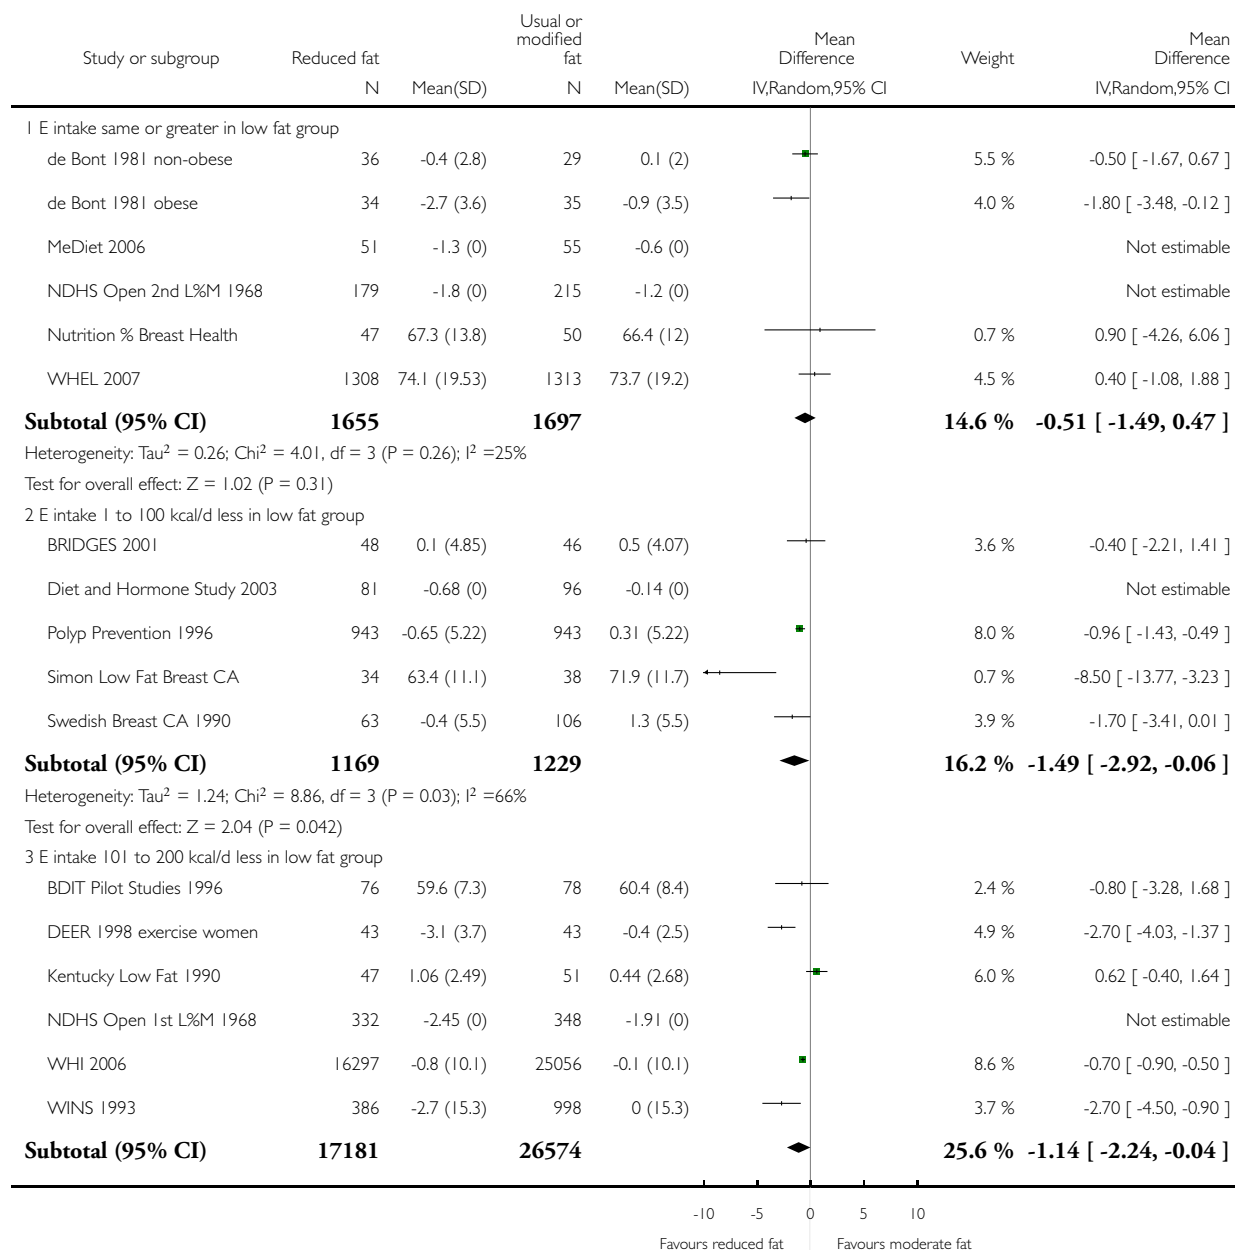 Study or subgroup Reduced fat Usual or modified fat Mean Difference Weight Mean Difference
N Mean(SD) N Mean(SD) IV,Random,95% CI IV,Random,95% CI
1 E intake same or greater in low fat group
de Bont 1981 non-obese 36 -0.4 (2.8) 29 0.1 (2) 5.5 % -0.50 [ -1.67, 0.67 ]
de Bont 1981 obese 34 -2.7 (3.6) 35 -0.9 (3.5) 4.0 % -1.80 [ -3.48, -0.12 ]
MeDiet 2006 51 -1.3 (0) 55 -0.6 (0) Not estimable
NDHS Open 2nd L%M 1968 179 -1.8 (0) 215 -1.2 (0) Not estimable
Nutrition % Breast Health 47 67.3 (13.8) 50 66.4 (12) 0.7 % 0.90 [ -4.26, 6.06 ]
WHEL 2007 1308 74.1 (19.53) 1313 73.7 (19.2) 4.5 % 0.40 [ -1.08, 1.88 ]
Subtotal (95% CI) 1655 1697 14.6 % -0.51 [ -1.49, 0.47 ]
Heterogeneity: Tau² = 0.26; Chi² = 4.01, df = 3 (P = 0.26); I² =25%
Test for overall effect: Z = 1.02 (P = 0.31)
2 E intake 1 to 100 kcal/d less in low fat group
BRIDGES 2001 48 0.1 (4.85) 46 0.5 (4.07) 3.6 % -0.40 [ -2.21, 1.41 ]
Diet and Hormone Study 2003 81 -0.68 (0) 96 -0.14 (0) Not estimable
Polyp Prevention 1996 943 -0.65 (5.22) 943 0.31 (5.22) 8.0 % -0.96 [ -1.43, -0.49 ]
Simon Low Fat Breast CA 34 63.4 (11.1) 38 71.9 (11.7) 0.7 % -8.50 [ -13.77, -3.23 ]
Swedish Breast CA 1990 63 -0.4 (5.5) 106 1.3 (5.5) 3.9 % -1.70 [ -3.41, 0.01 ]
Subtotal (95% CI) 1169 1229 16.2 % -1.49 [ -2.92, -0.06 ]
Heterogeneity: Tau² = 1.24; Chi² = 8.86, df = 3 (P = 0.03); I² =66%
Test for overall effect: Z = 2.04 (P = 0.042)
3 E intake 101 to 200 kcal/d less in low fat group
BDIT Pilot Studies 1996 76 59.6 (7.3) 78 60.4 (8.4) 2.4 % -0.80 [ -3.28, 1.68 ]
DEER 1998 exercise women 43 -3.1 (3.7) 43 -0.4 (2.5) 4.9 % -2.70 [ -4.03, -1.37 ]
Kentucky Low Fat 1990 47 1.06 (2.49) 51 0.44 (2.68) 6.0 % 0.62 [ -0.40, 1.64 ]
NDHS Open 1st L%M 1968 332 -2.45 (0) 348 -1.91 (0) Not estimable
WHI 2006 16297 -0.8 (10.1) 25056 -0.1 (10.1) 8.6 % -0.70 [ -0.90, -0.50 ]
WINS 1993 386 -2.7 (15.3) 998 0 (15.3) 3.7 % -2.70 [ -4.50, -0.90 ]
Subtotal (95% CI) 17181 26574 25.6 % -1.14 [ -2.24, -0.04 ]
-10 -5 0 5 10
Favours reduced fat Favours moderate fat